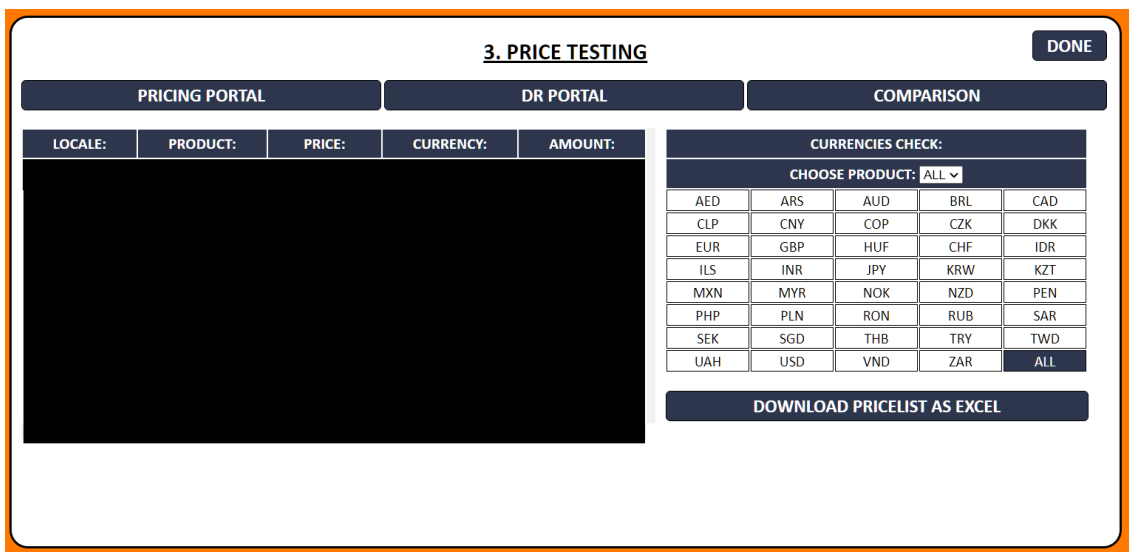 3. PRICE TESTING
DONE
PRICING PORTAL DR PORTAL COMPARISON
LOCALE: PRODUCT: PRICE: CURRENCY: AMOUNT:
CURRENCIES CHECK:
CHOOSE PRODUCT: ALL
AED ARS AUD BRL CAD
CLP CNY COP CZK DKK
EUR GBP HUF CHF IDR
ILS INR JPY KRW KZT
MXN MYR NOK NZD PEN
PHP PLN RON RUB SAR
SEK SGD THB TRY TWD
UAH USD VND ZAR ALL
DOWNLOAD PRICELIST AS EXCEL